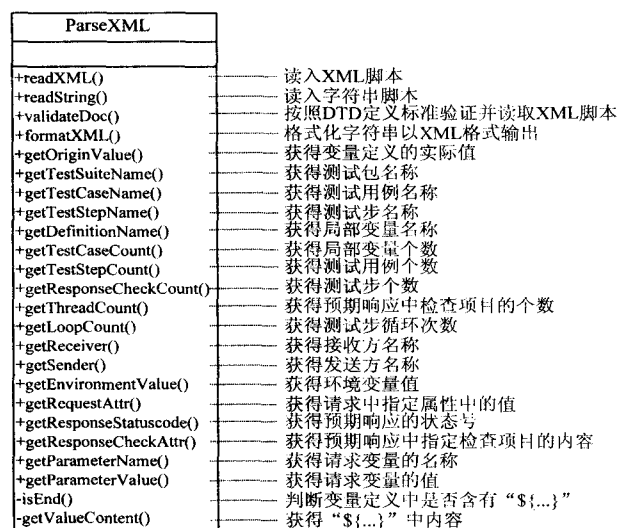 ParseXML
+readXML() 读入XML脚本
+readString() 读入字符串脚本
+validateDoc() 按照DTD定义标准验证并读取XML脚本
+formatXML() 格式化字符串以XML格式输出
+getOriginValue() 获得变量定义的实际值
+getTestSuiteName() 获得测试包名称
+getTestCaseName() 获得测试用例名称
+getTestStepName() 获得测试步名称
+getDefinitionName() 获得局部变量名称
+getTestCaseCount() 获得局部变量个数
+getTestStepCount() 获得测试用例个数
+getResponseCheckCount() 获得测试步个数
+getThreadCount() 获得预期响应中检查项目的个数
+getLoopCount() 获得测试步循环次数
+getReceiver() 获得接收方名称
+getSender() 获得发送方名称
+getEnvironmentValue() 获得环境变量值
+getRequestAttr() 获得请求中指定属性中的值
+getResponseStatuscode() 获得预期响应的状态号
+getResponseCheckAttr() 获得预期响应中指定检查项目的内容
+getParameterName() 获得请求变量的名称
+getParameterValue() 获得请求变量的值
-isEnd() 判断变量定义中是否含有“${...}”
-getValueContent() 获得“${...}”中内容